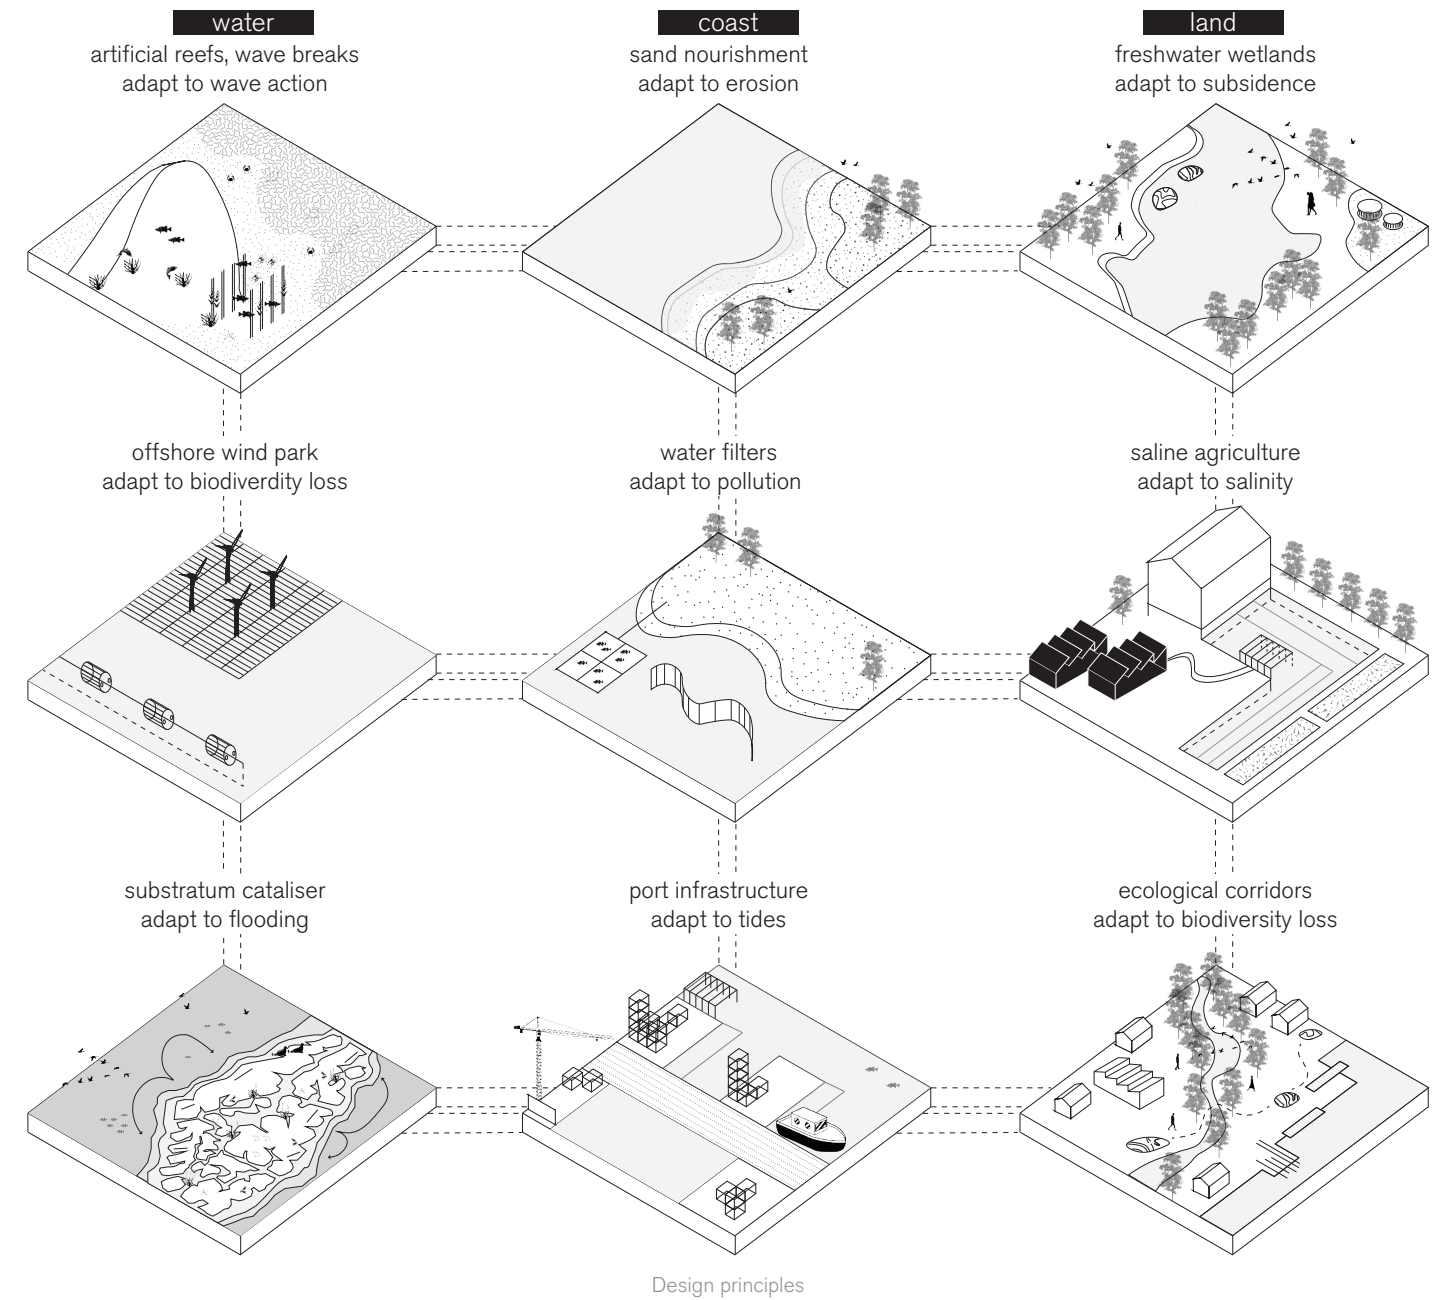 water
coast
land
artificial reefs, wave breaks
adapt to wave action
sand nourishment
adapt to erosion
freshwater wetlands
adapt to subsidence
offshore wind park
adapt to biodiverdity loss
water filters
adapt to pollution
saline agriculture
adapt to salinity
substratum cataliser
adapt to flooding
port infrastructure
adapt to tides
ecological corridors
adapt to biodiversity loss
Design principles